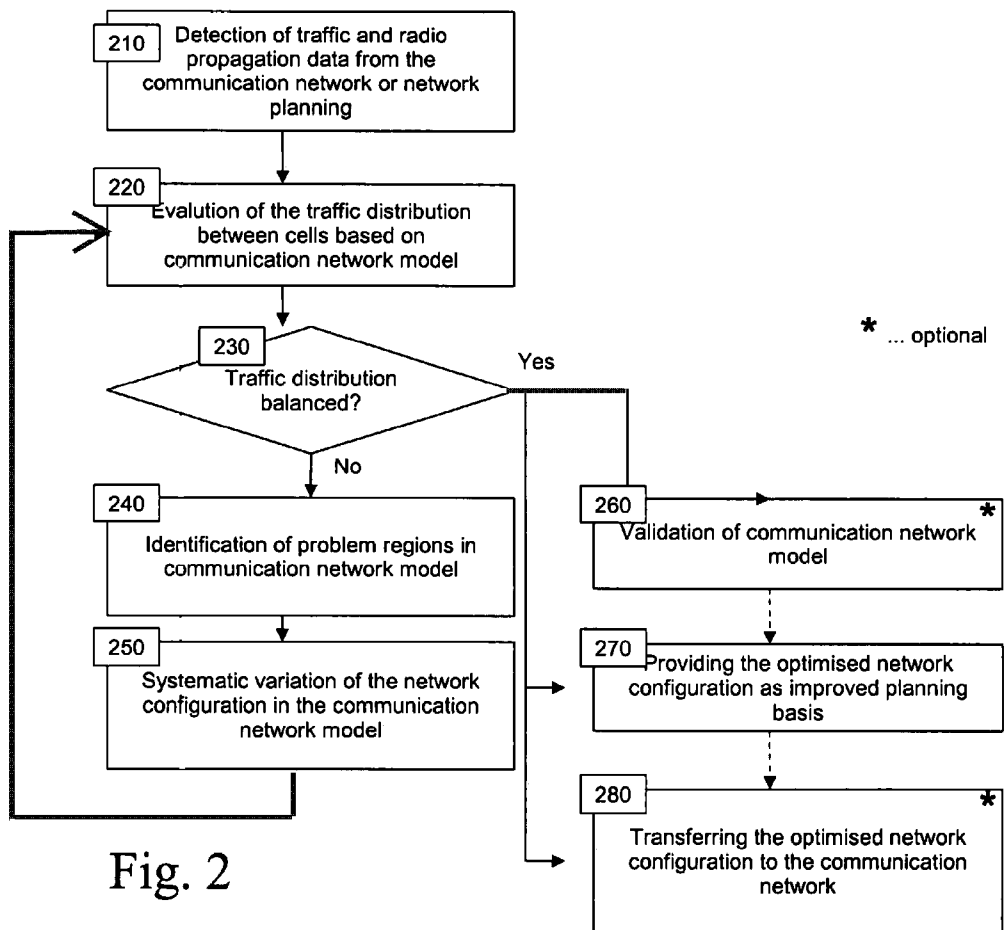 210
Detection of traffic and radio
propagation data from the
communication network or network
planning
220
Evalution of the traffic distribution
between cells based on
communication network model
* ... optional
230
Yes
Traffic distribution
balanced?
No
240
Identification of problem regions in
communication network model
260
*
Validation of communication network
model
250
Systematic variation of the network
configuration in the communication
network model
270
Providing the optimised network
configuration as improved planning
basis
280
*
Transferring the optimised network
configuration to the communication
network
Fig. 2